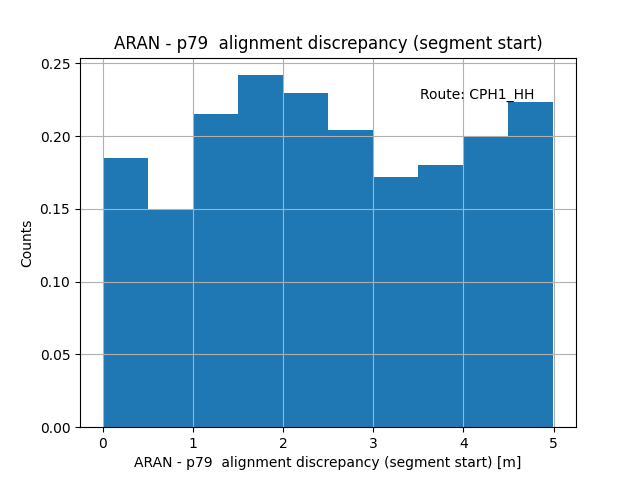 ARAN - p79  alignment discrepancy (segment start)
Route: CPH1_HH
Counts
0.25
0.20
0.15
0.10
0.05
0.00
0 1 2 3 4 5
ARAN - p79  alignment discrepancy (segment start) [m]